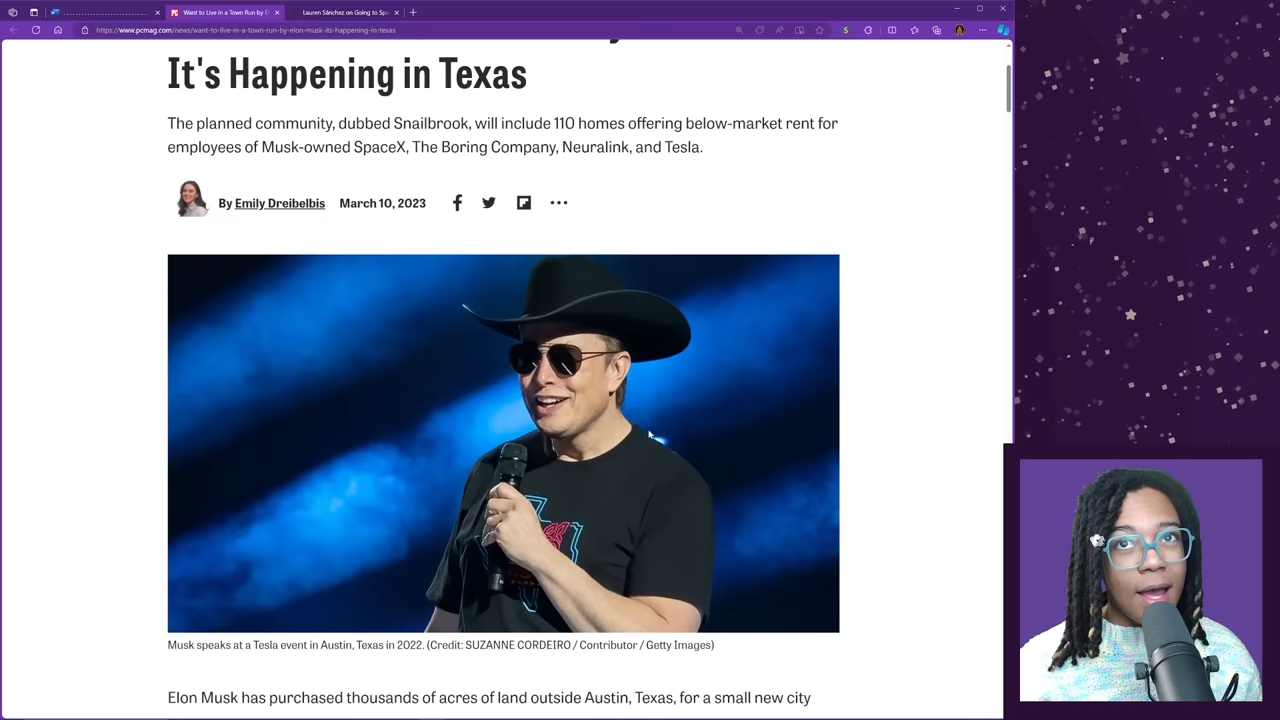 Want to Live in a Town Run by El
Lauren Sánchez on Going to Spa
https://www.pcmag.com/news/want-to-live-in-a-town-run-by-elon-musk-its-happening-in-texas
It's Happening in Texas
The planned community, dubbed Snailbrook, will include 110 homes offering below-market rent for
employees of Musk-owned SpaceX, The Boring Company, Neuralink, and Tesla.
By Emily Dreibelbis March 10, 2023
Musk speaks at a Tesla event in Austin, Texas in 2022. (Credit: SUZANNE CORDEIRO / Contributor / Getty Images)
Elon Musk has purchased thousands of acres of land outside Austin, Texas, for a small new city